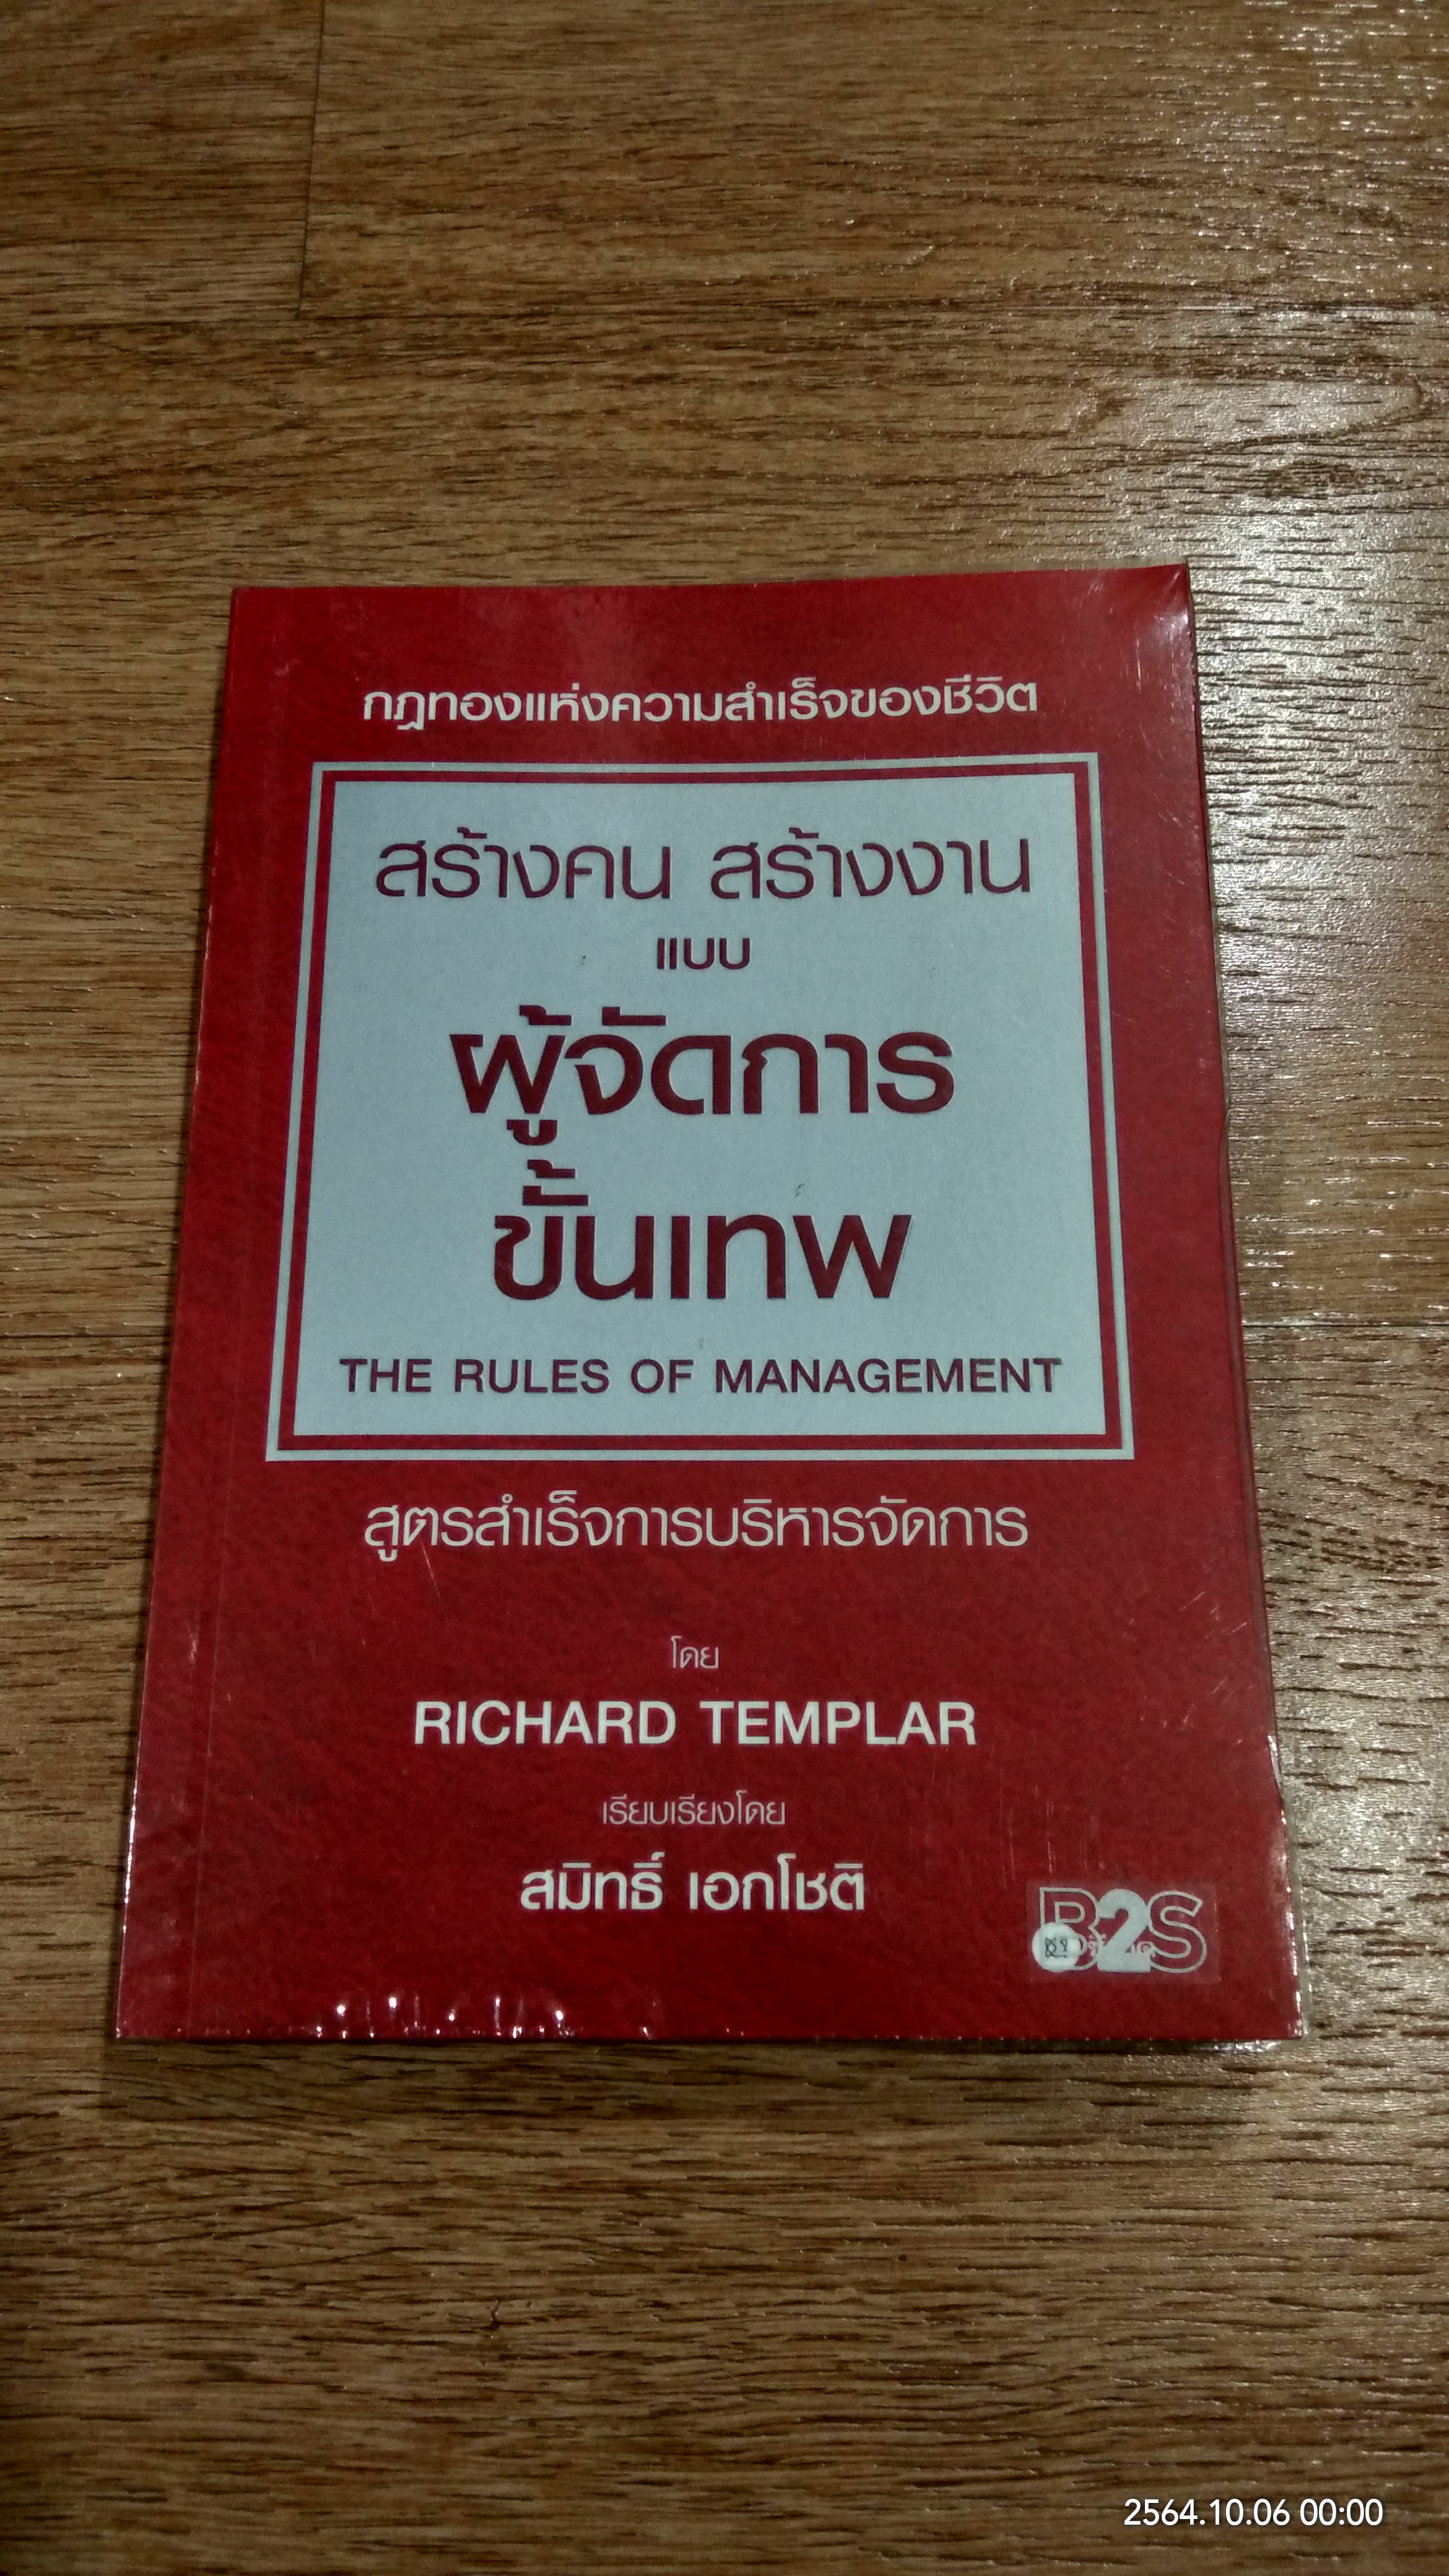 กฎทองแห่งความสำเร็จของชีวิต
สร้างคน สร้างงาน
แบบ
ผู้จัดการ
ขั้นเทพ
THE RULES OF MANAGEMENT
สูตรสำเร็จการบริหารจัดการ
โดย
RICHARD TEMPLAR
เรียบเรียงโดย
สมิทธิ์ เอกโชติ
B2S
2564.10.06 00:00